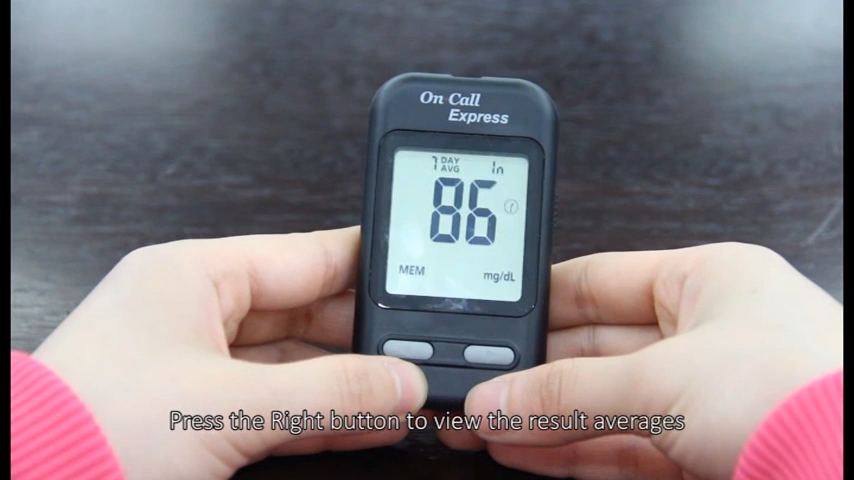 On Call
Express
7 DAY AVG 1n
86
MEM mg/dL
Press the Right button to view the result averages